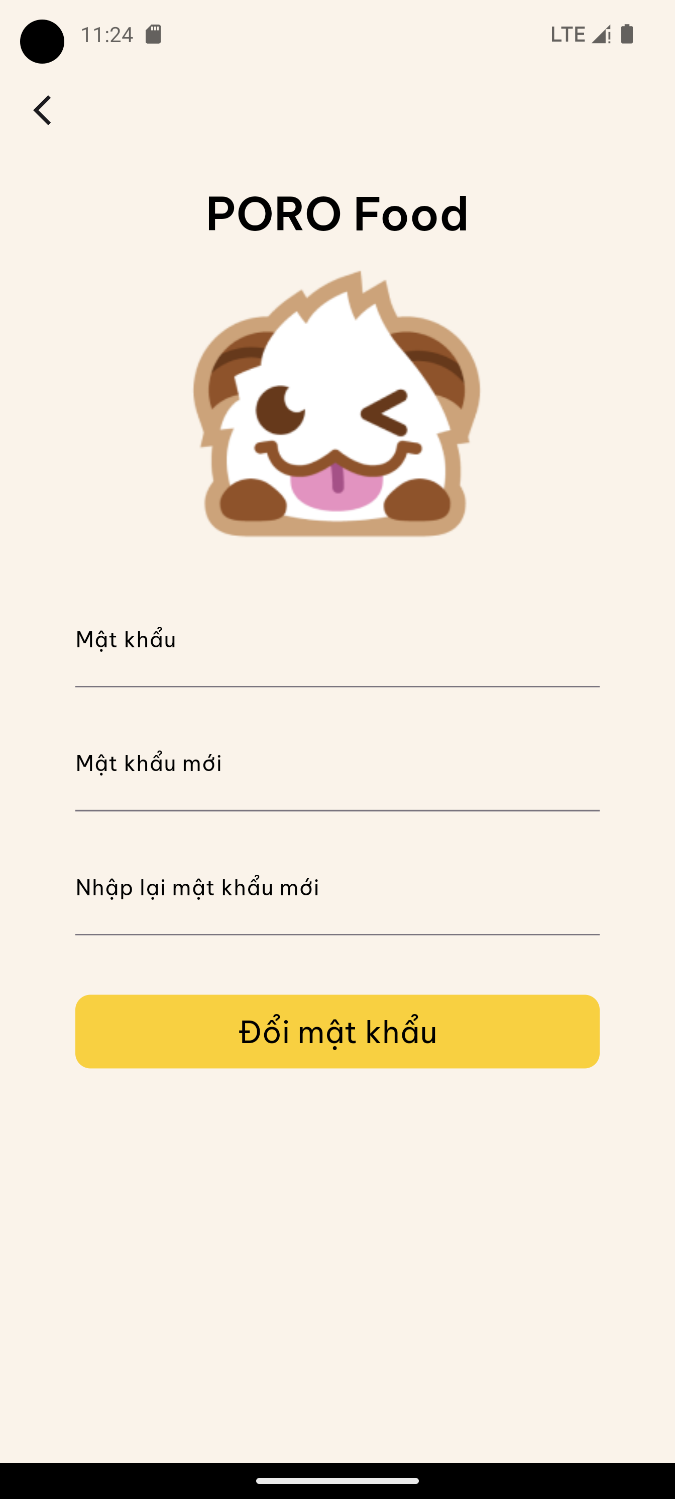 11:24
LTE
PORO Food
Mật khẩu
Mật khẩu mới
Nhập lại mật khẩu mới
Đổi mật khẩu